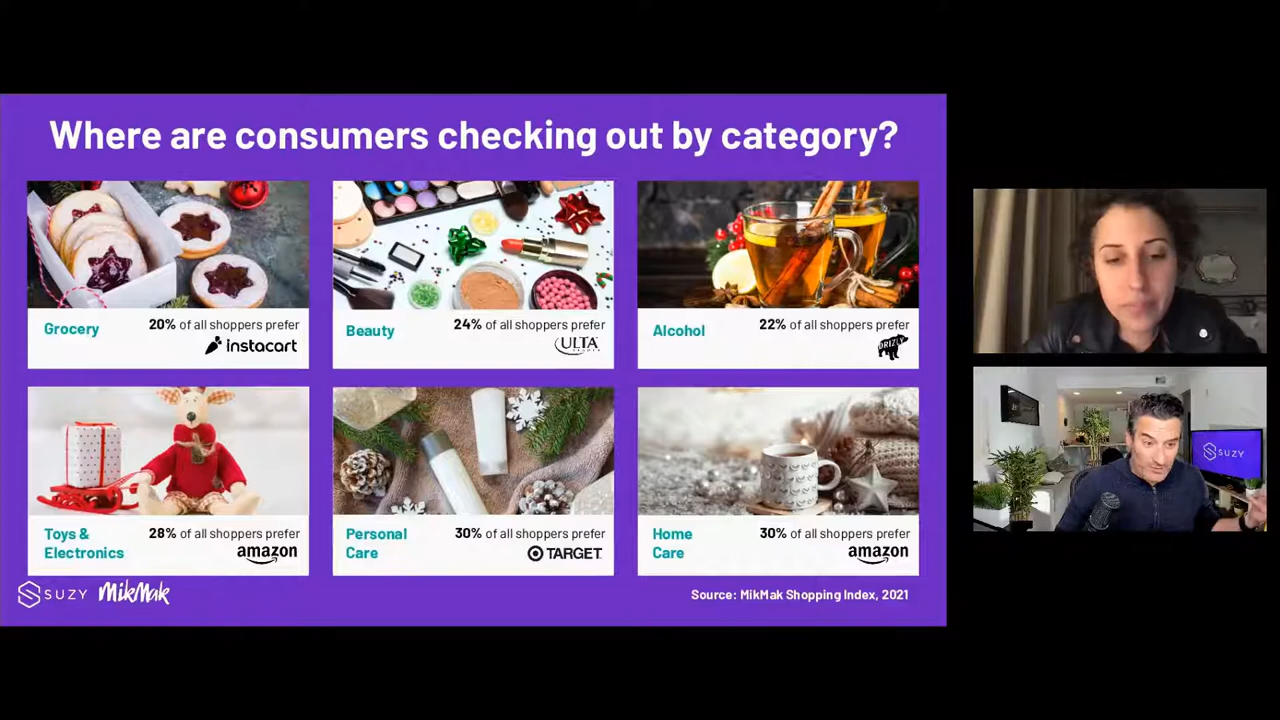 Where are consumers checking out by category?
Grocery
20% of all shoppers prefer
instacart
Beauty
24% of all shoppers prefer
ULTA
Alcohol
22% of all shoppers prefer
DRIZLY
Toys &
Electronics
28% of all shoppers prefer
amazon
Personal
Care
30% of all shoppers prefer
TARGET
Home
Care
30% of all shoppers prefer
amazon
SUZY MikMak
Source: MikMak Shopping Index, 2021
SUZY